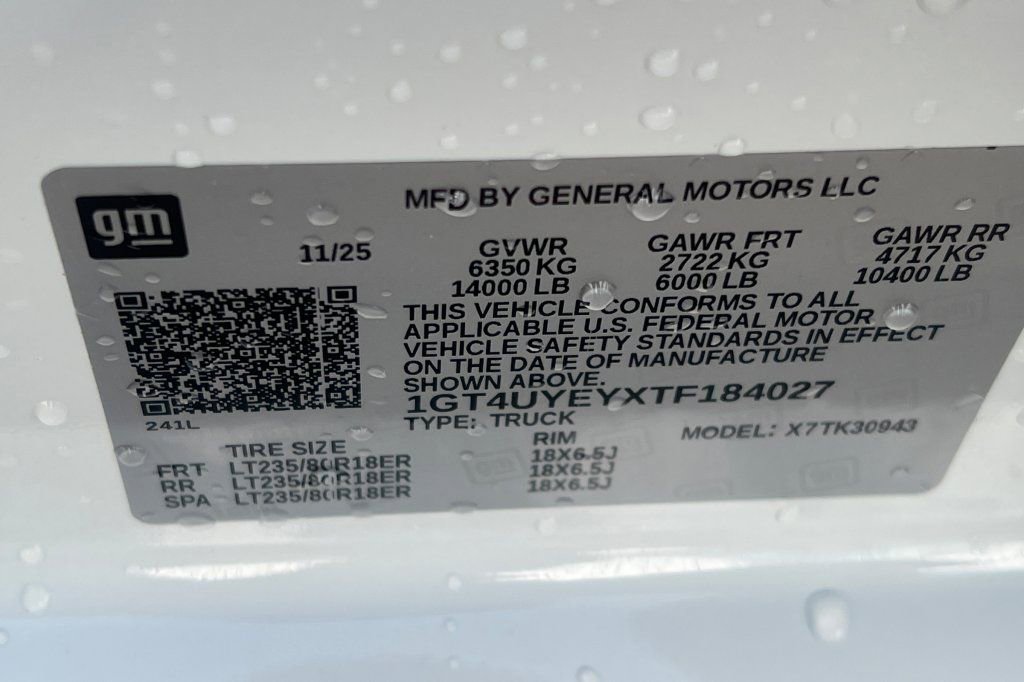 gm
MFD BY GENERAL MOTORS LLC
11/25
GVWR GAWR FRT GAWR RR
6350 KG 2722 KG 4717 KG
14000 LB 6000 LB 10400 LB
THIS VEHICLE CONFORMS TO ALL
APPLICABLE U.S. FEDERAL MOTOR
VEHICLE SAFETY STANDARDS IN EFFECT
ON THE DATE OF MANUFACTURE
SHOWN ABOVE.
1GT4UYEYXTF184027
241L
TYPE: TRUCK MODEL: X7TK30943
TIRE SIZE RIM
FRT LT235/80R18ER 18X6.5J
RR LT235/80R18ER 18X6.5J
SPA LT235/80R18ER 18X6.5J